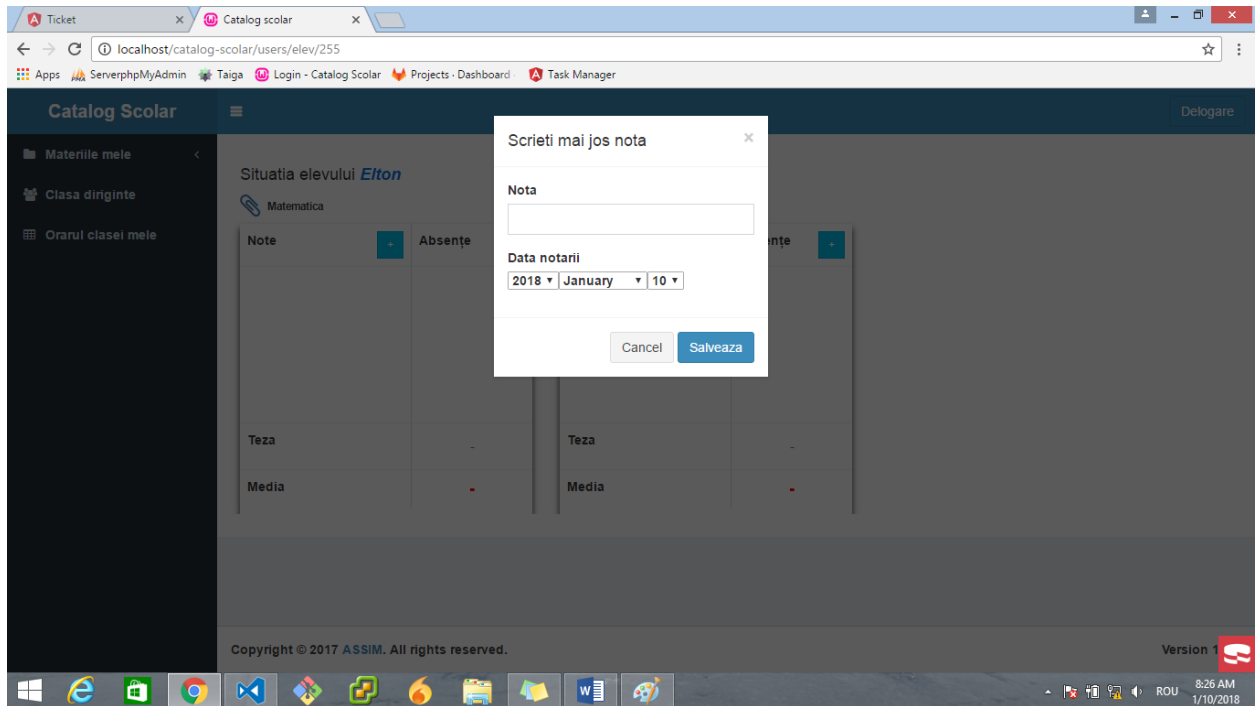 Ticket
Catalog scolar
localhost/catalog-scolar/users/elev/255
Apps ServerphpMyAdmin Taiga Login - Catalog Scolar Projects · Dashboard · Task Manager
Catalog Scolar
Delogare
Materiile mele
Clasa diriginte
Orarul clasei mele
Situatia elevului Elton
Matematica
Note + Absențe
nțe +
Teza -
Teza -
Media -
Media -
Scrieti mai jos nota ×
Nota
Data notarii
2018 January 10
Cancel Salveaza
Copyright © 2017 ASSIM. All rights reserved.
Version 1
ROU
8:26 AM
1/10/2018